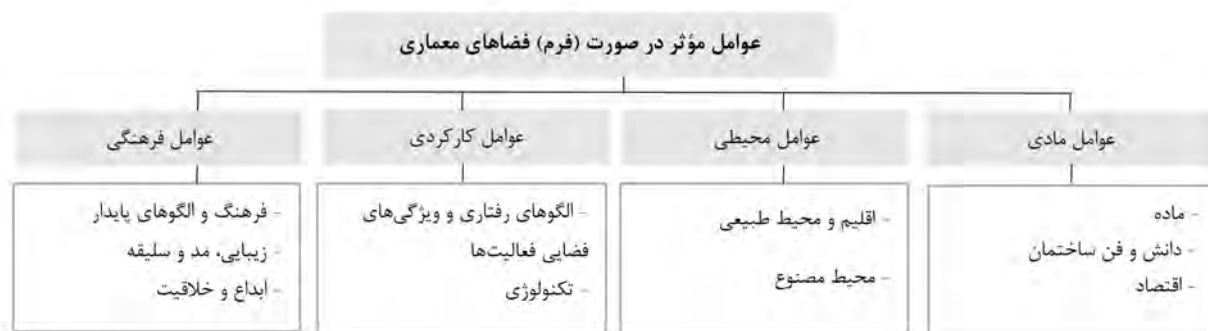 عوامل مؤثر در صورت (فرم) فضاهای معماری
عوامل مادی
- ماده
- دانش و فن ساختمان
- اقتصاد
عوامل محیطی
- اقلیم و محیط طبیعی
- محیط مصنوع
عوامل کارکردی
- الگوهای رفتاری و ویژگی‌های
فضایی فعالیت‌ها
- تکنولوژی
عوامل فرهنگی
- فرهنگ و الگوهای پایدار
- زیبایی، مد و سلیقه
- ابداع و خلاقیت